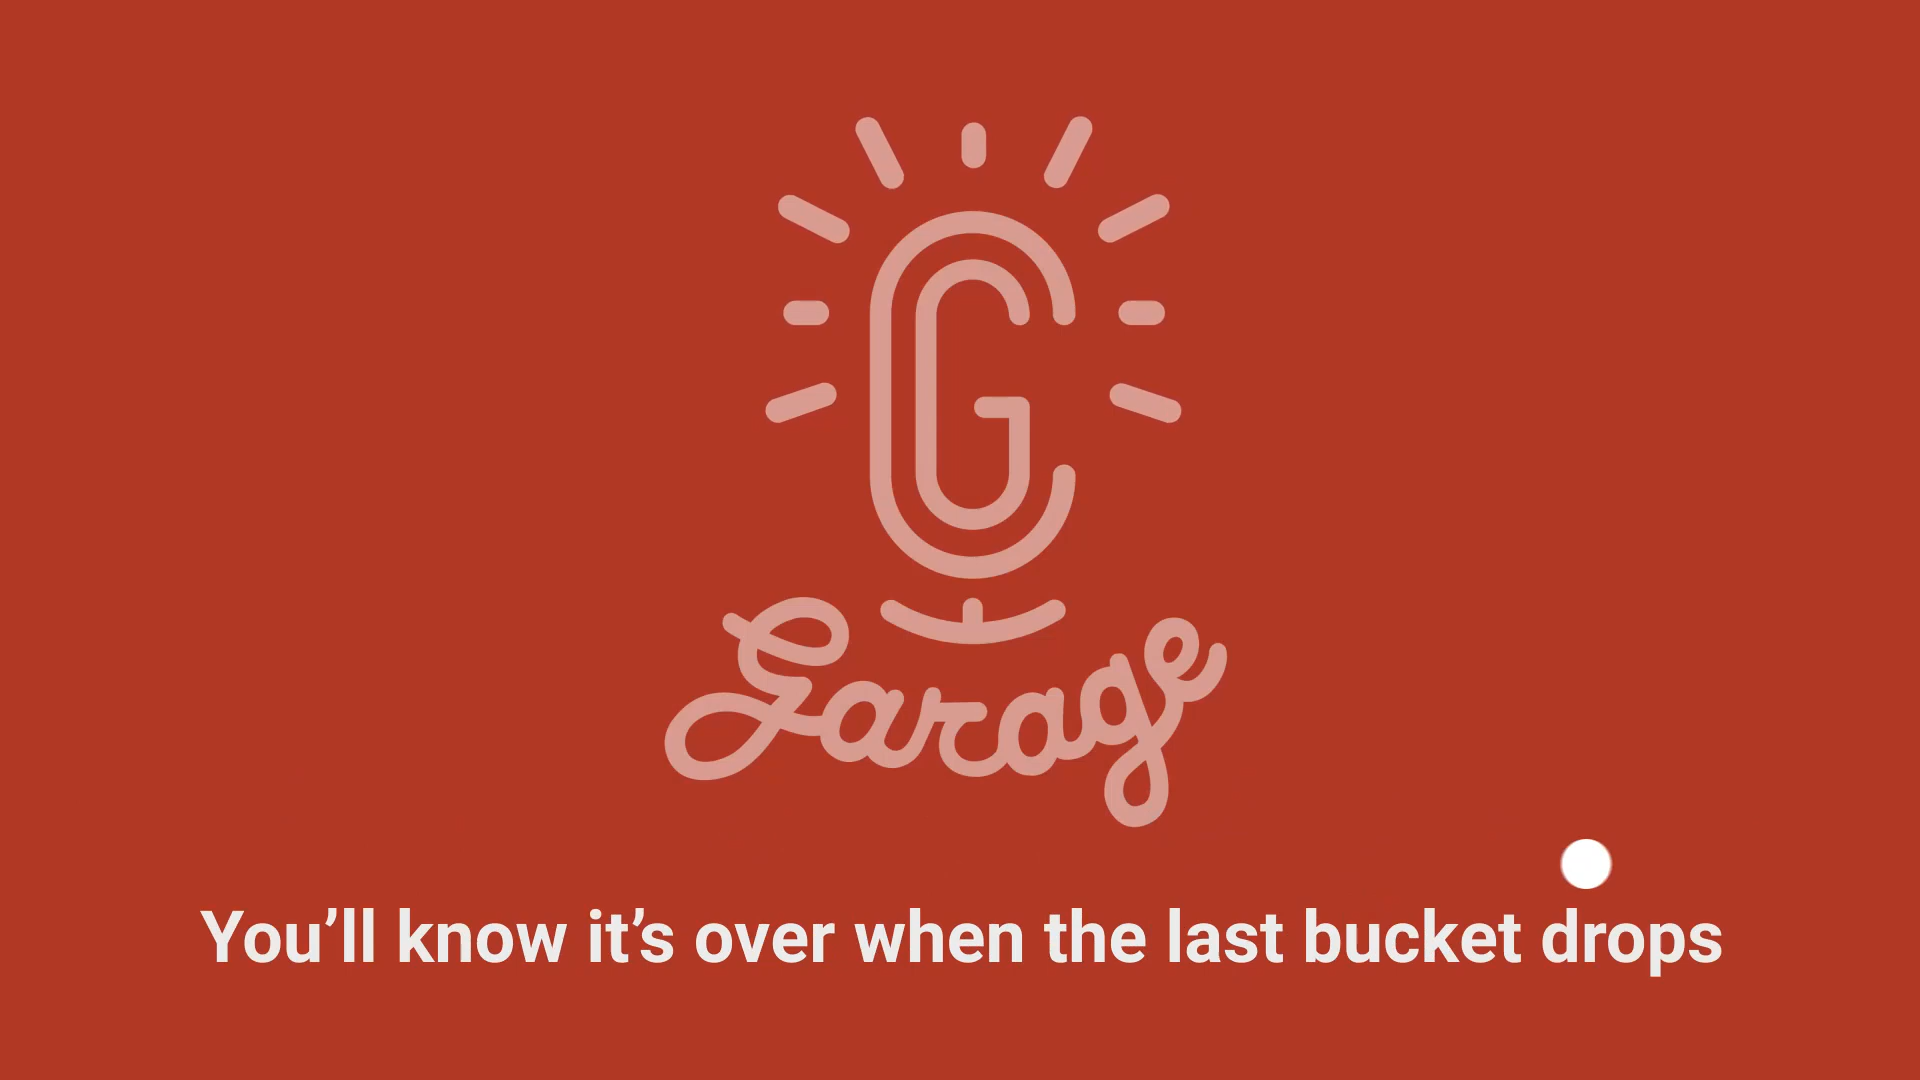 G
Garage
You’ll know it’s over when the last bucket drops